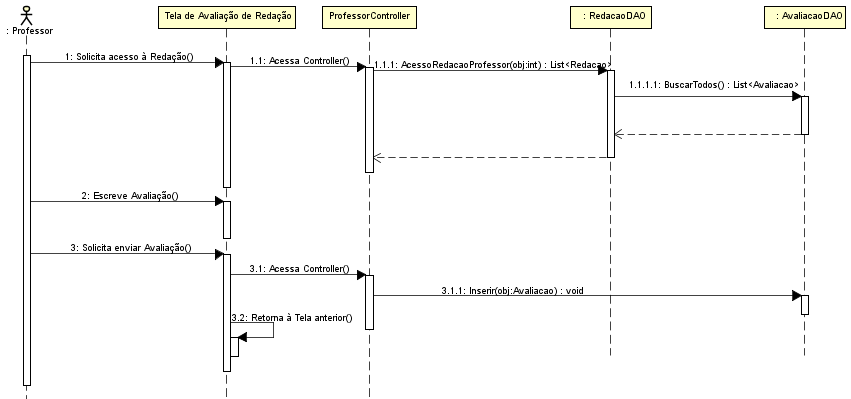 : Professor
Tela de Avaliação de Redação
ProfessorController
: RedacaoDAO
: AvaliacaoDAO
1: Solicita acesso à Redação()
1.1: Acessa Controller()
1.1.1: AcessoRedacaoProfessor(obj:int) : List<Redacao>
1.1.1.1: BuscarTodos() : List<Avaliacao>
2: Escreve Avaliação()
3: Solicita enviar Avaliação()
3.1: Acessa Controller()
3.1.1: Inserir(obj:Avaliacao) : void
3.2: Retorna à Tela anterior()